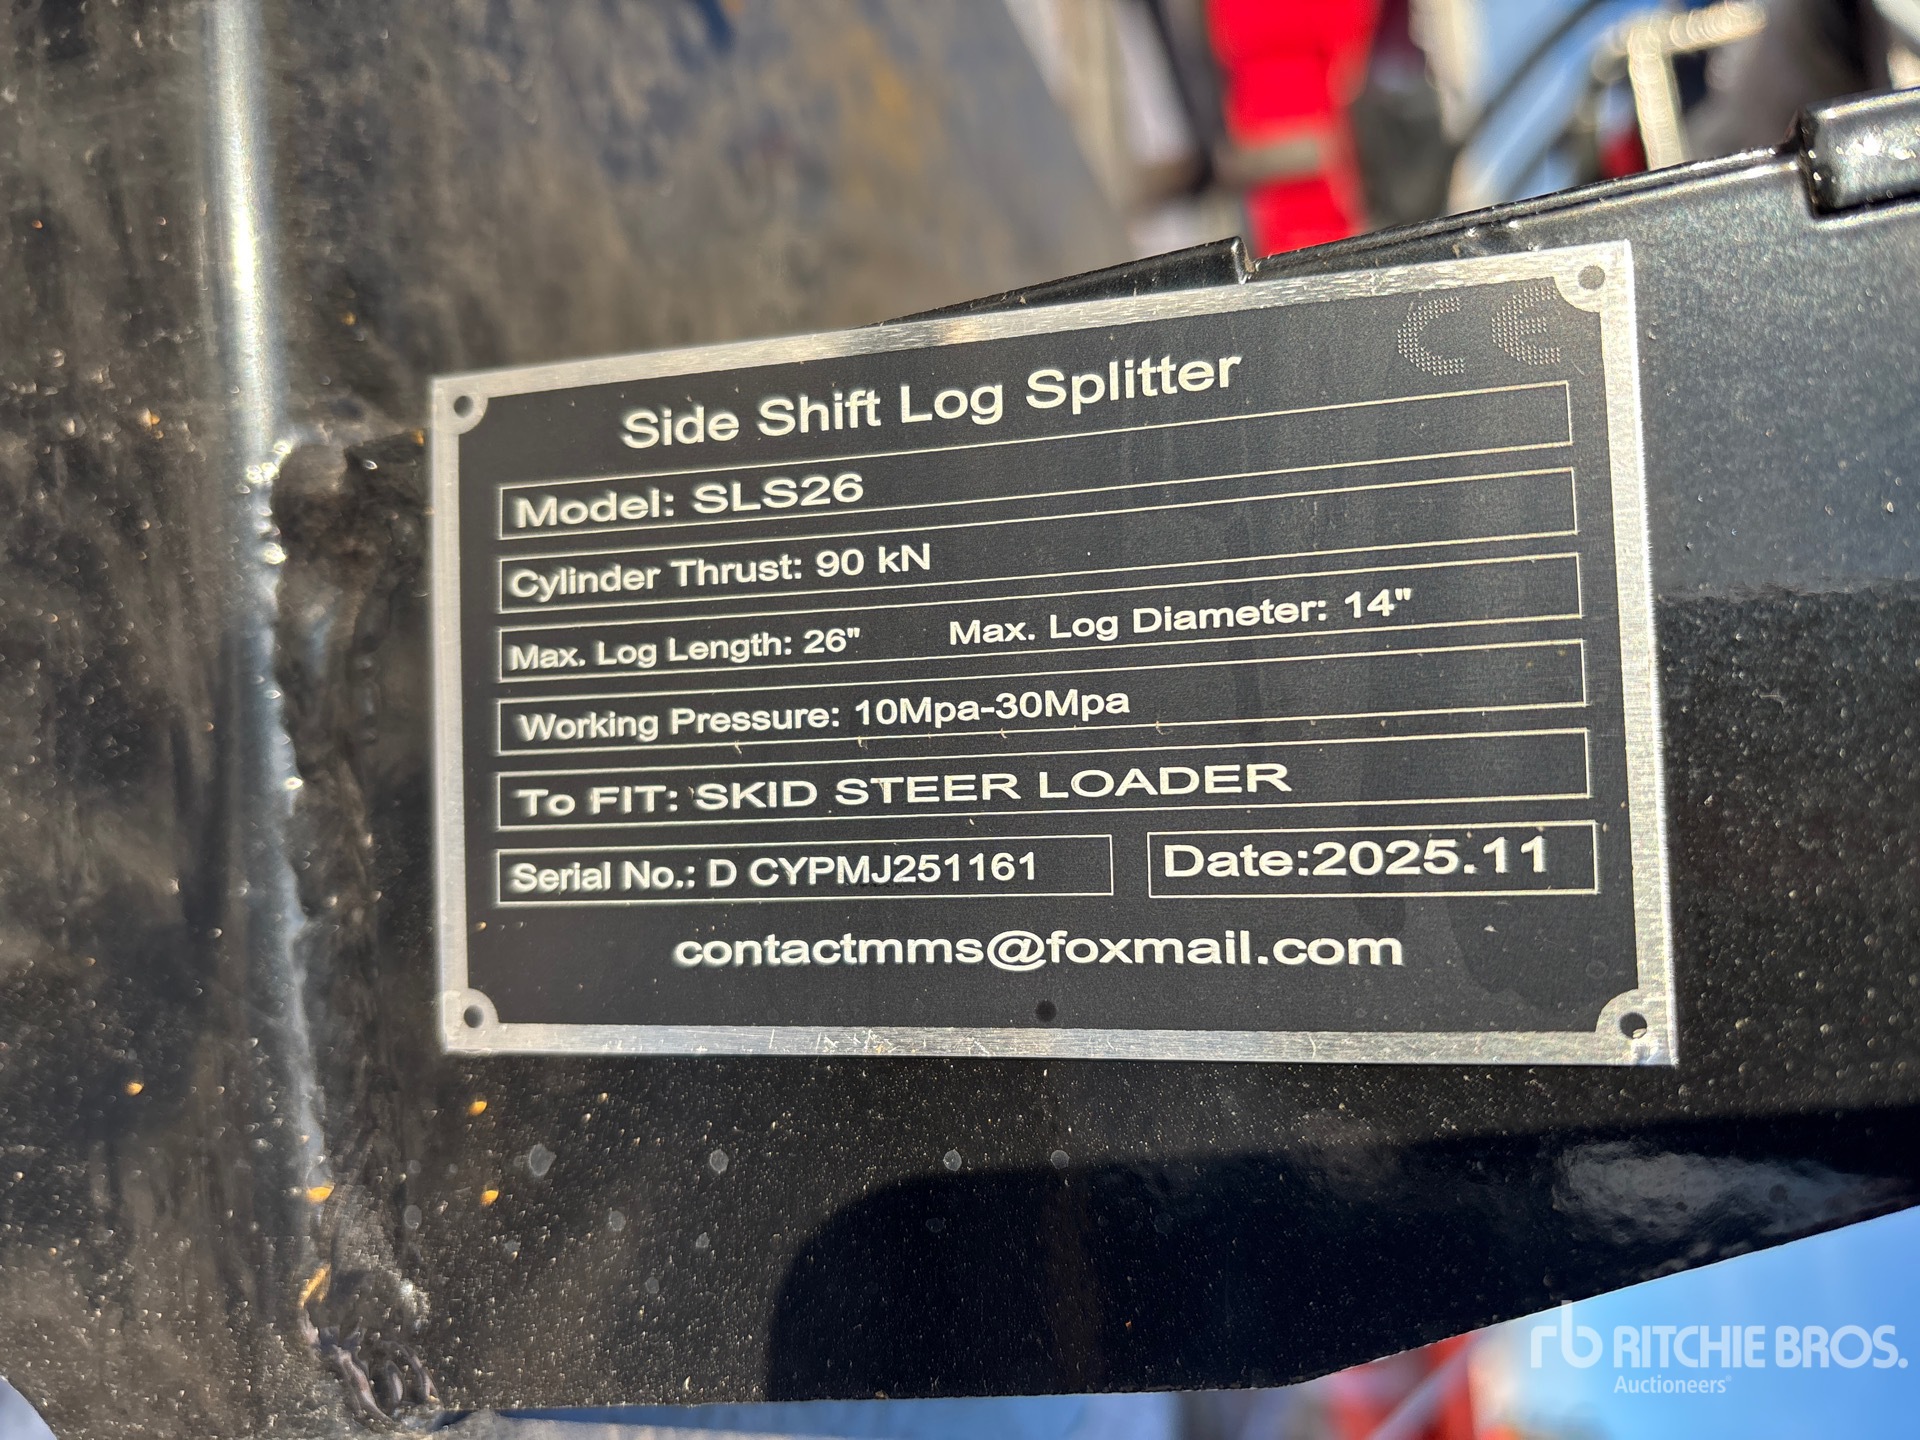 CE
Side Shift Log Splitter
Model: SLS26
Cylinder Thrust: 90 kN
Max. Log Length: 26" Max. Log Diameter: 14"
Working Pressure: 10Mpa-30Mpa
To FIT: SKID STEER LOADER
Serial No.: D CYPMJ251161 Date:2025.11
contactmms@foxmail.com
rb RITCHIE BROS.
Auctioneers